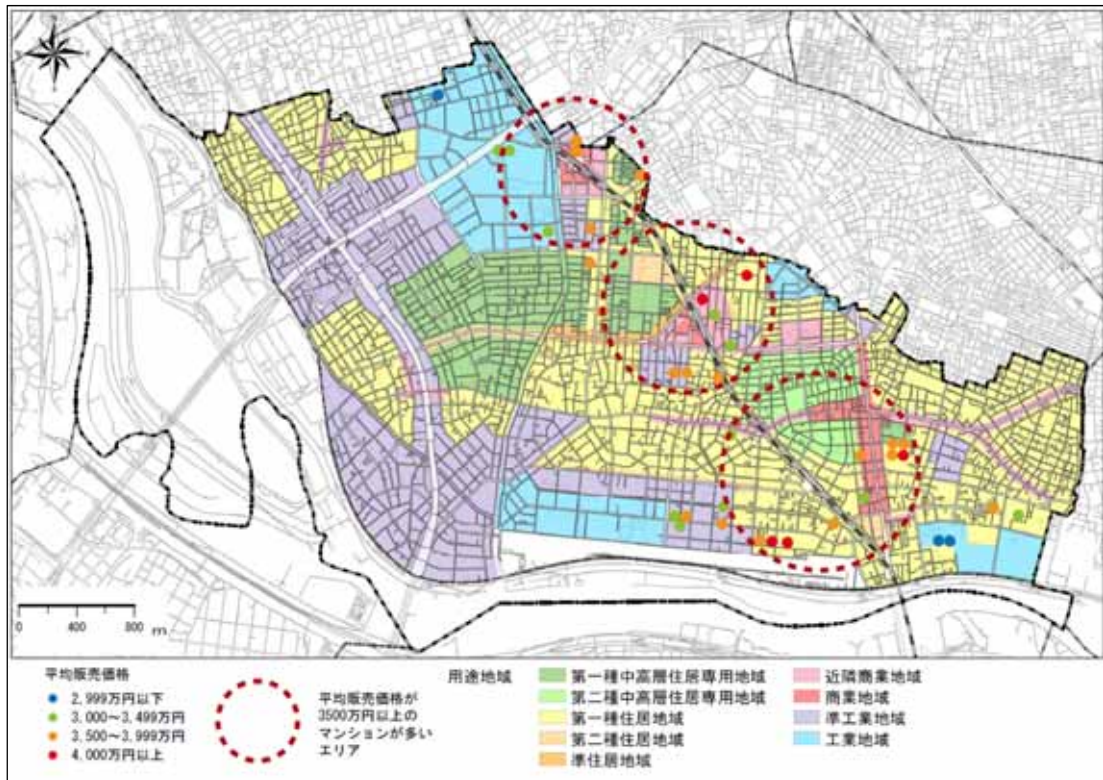 0 400 800 m
平均販売価格
2,999万円以下
3,000～3,499万円
3,500～3,999万円
4,000万円以上
平均販売価格が
3500万円以上の
マンションが多い
エリア
用途地域
第一種中高層住居専用地域
第二種中高層住居専用地域
第一種住居地域
第二種住居地域
準住居地域
近隣商業地域
商業地域
準工業地域
工業地域